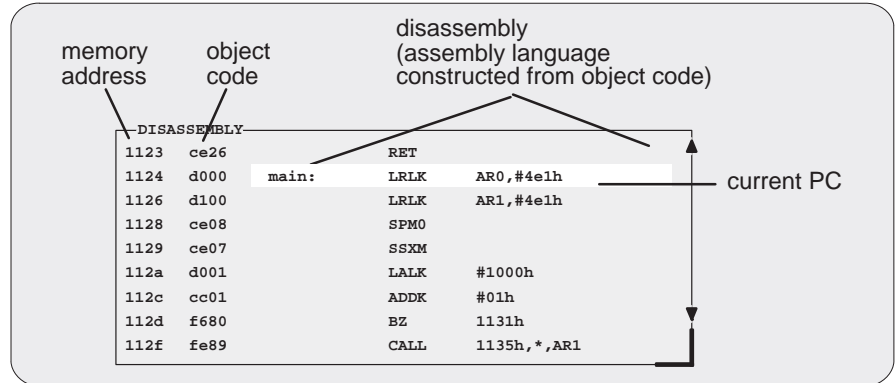 disassembly
(assembly language
constructed from object code)
memory
address
object
code
DISASSEMBLY
1123 ce26 RET
1124 d000 main: LRLK AR0,#4e1h
1126 d100 LRLK AR1,#4e1h
1128 ce08 SPM0
1129 ce07 SSXM
112a d001 LALK #1000h
112c cc01 ADDK #01h
112d f680 BZ 1131h
112f fe89 CALL 1135h,*,AR1
current PC